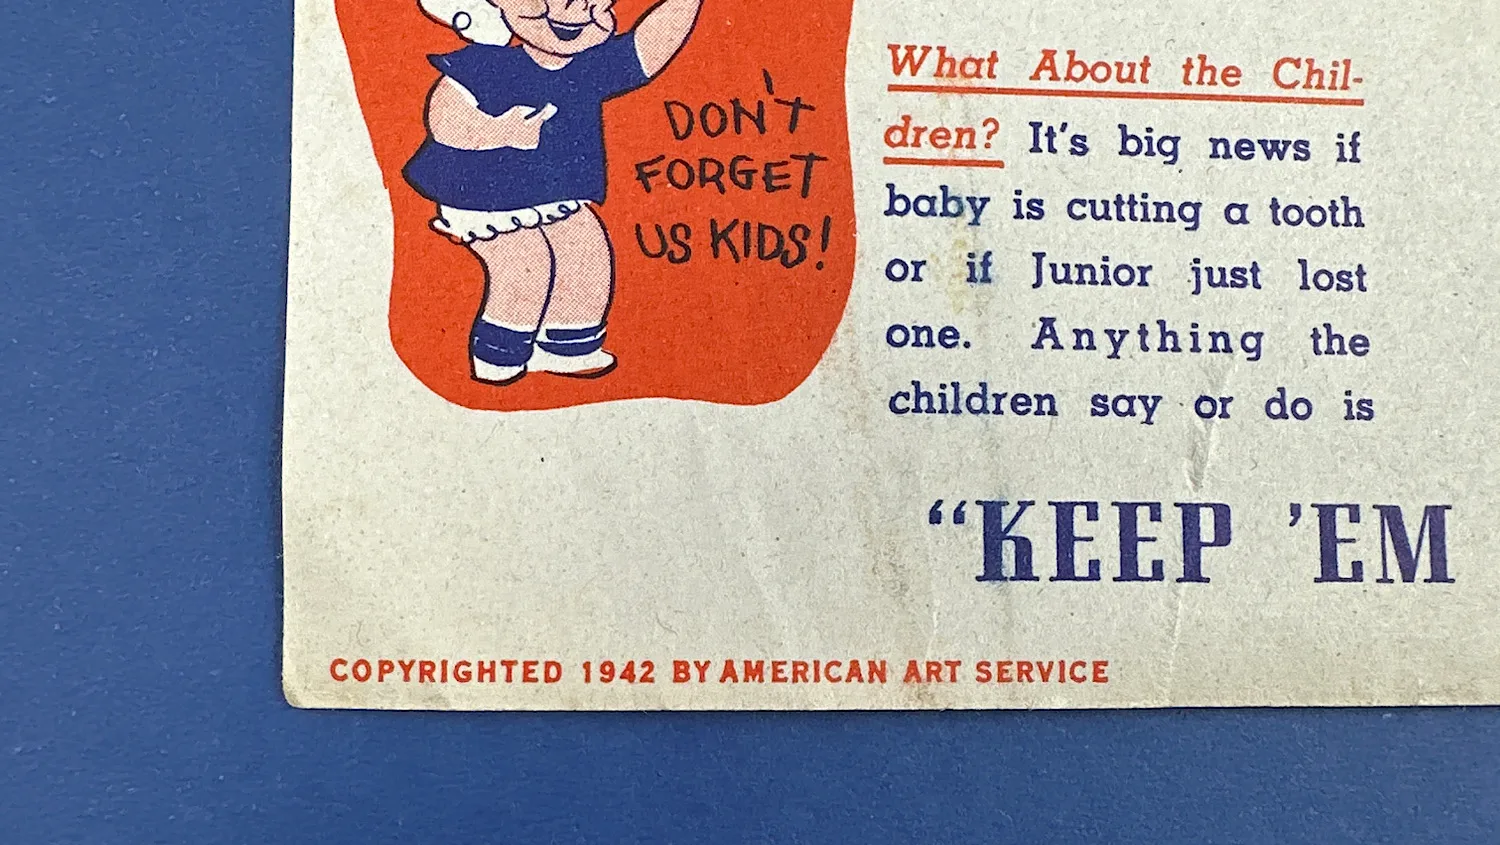 DON'T
FORGET
US KIDS!
What About the Chil-
dren? It's big news if
baby is cutting a tooth
or if Junior just lost
one. Anything the
children say or do is
“KEEP ’EM
COPYRIGHTED 1942 BY AMERICAN ART SERVICE